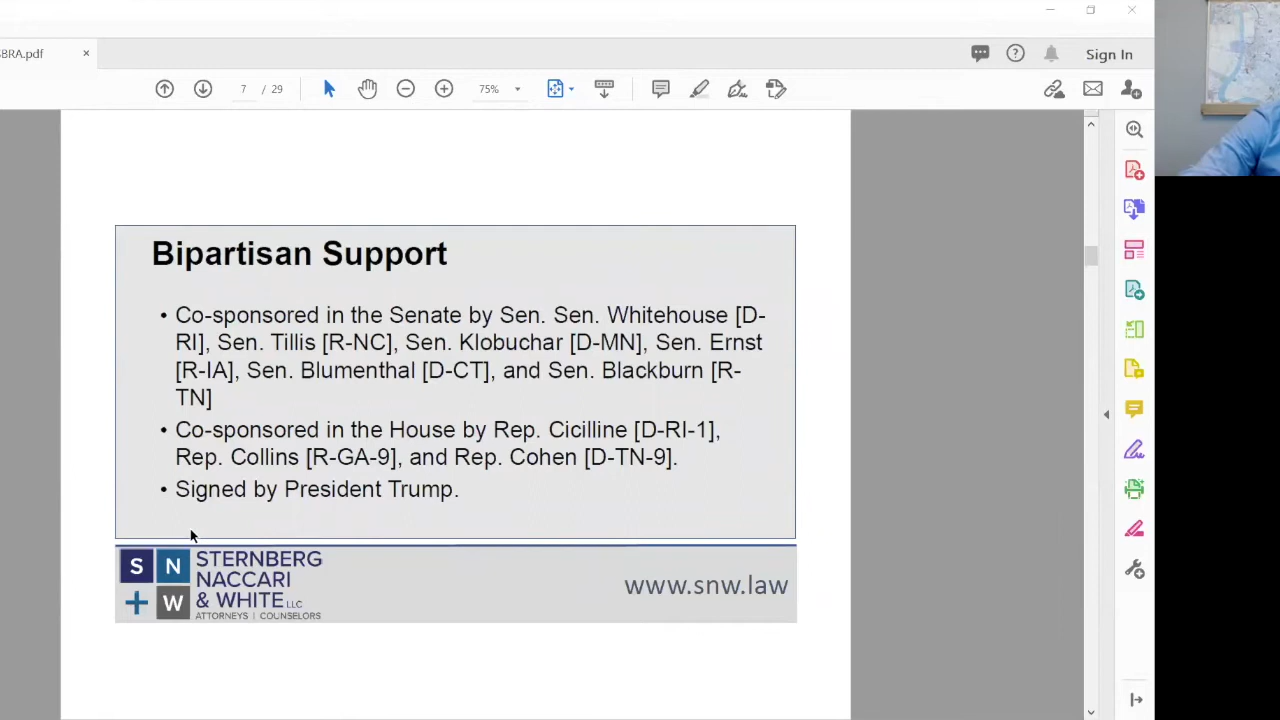 SBRA.pdf
Sign In
7 / 29
75%
Bipartisan Support
• Co-sponsored in the Senate by Sen. Sen. Whitehouse [D-
RI], Sen. Tillis [R-NC], Sen. Klobuchar [D-MN], Sen. Ernst
[R-IA], Sen. Blumenthal [D-CT], and Sen. Blackburn [R-
TN]
• Co-sponsored in the House by Rep. Cicilline [D-RI-1],
Rep. Collins [R-GA-9], and Rep. Cohen [D-TN-9].
• Signed by President Trump.
S N
+ W
STERNBERG
NACCARI
& WHITE LLC
ATTORNEYS | COUNSELORS
www.snw.law